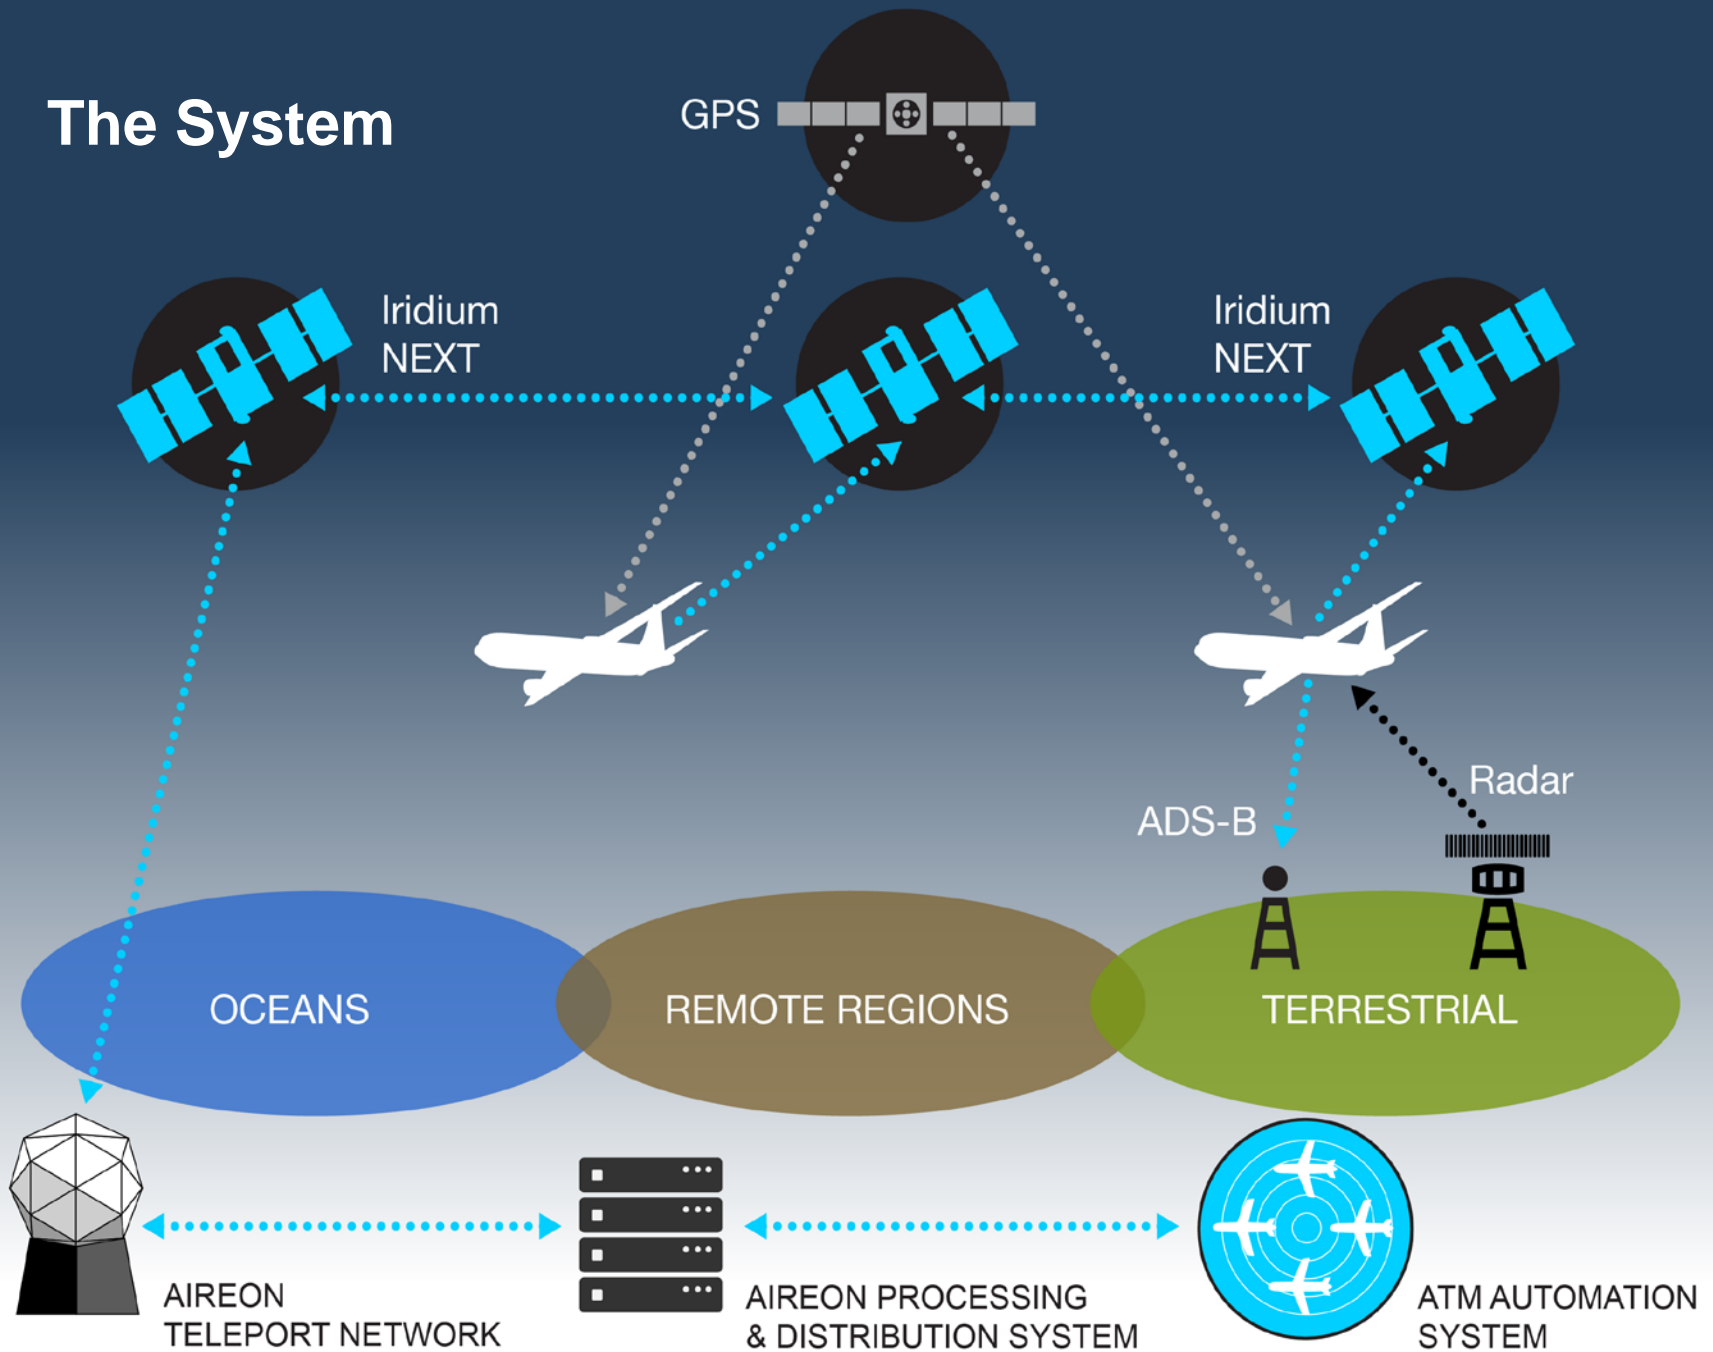 The System
GPS
Iridium
NEXT
Iridium
NEXT
Radar
ADS-B
OCEANS
REMOTE REGIONS
TERRESTRIAL
AIREON
TELEPORT NETWORK
AIREON PROCESSING
& DISTRIBUTION SYSTEM
ATM AUTOMATION
SYSTEM